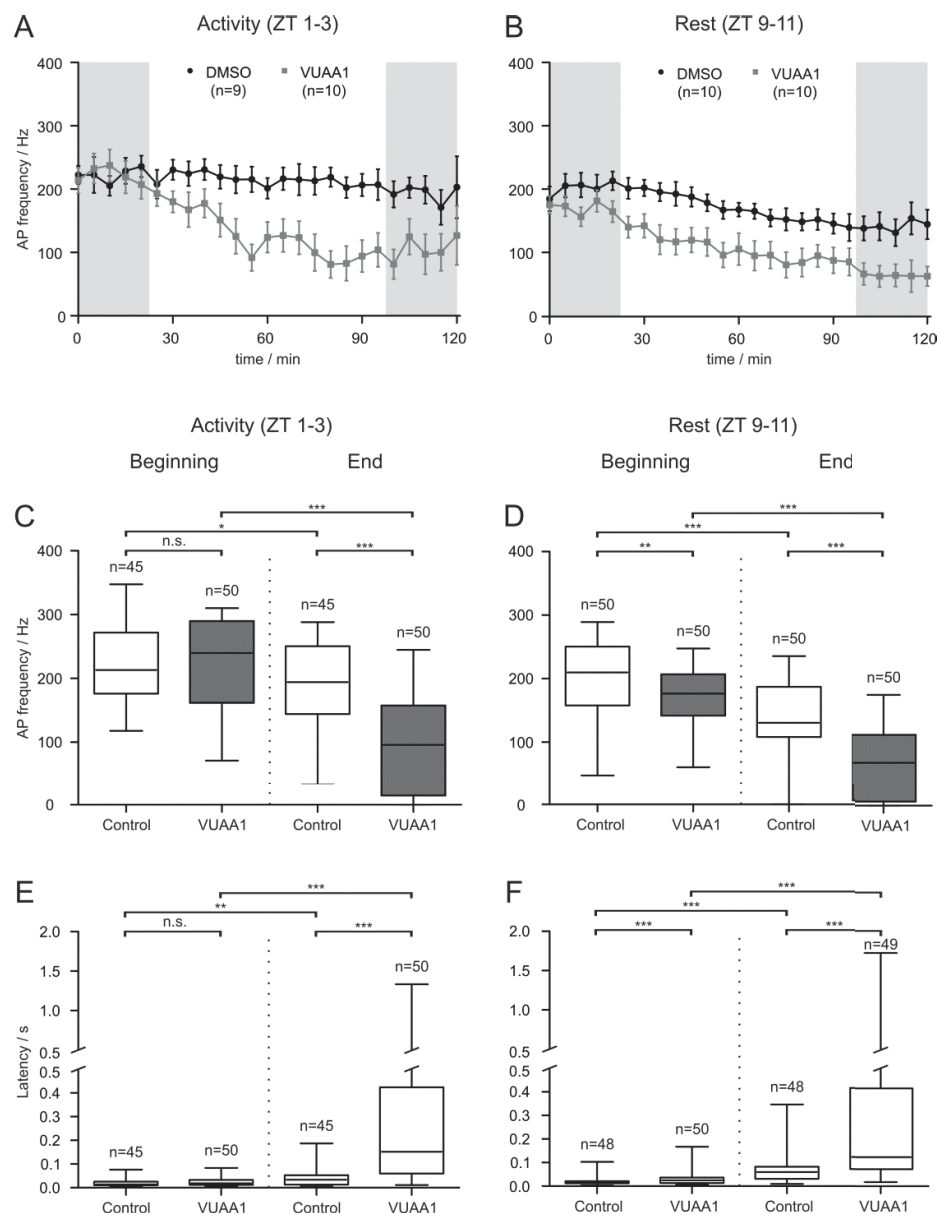 A
Activity (ZT 1-3)
AP frequency / Hz
400
300
200
100
0
DMSO
(n=9)
VUAA1
(n=10)
0
30
60
90
120
time / min
B
Rest (ZT 9-11)
400
300
200
100
0
DMSO
(n=10)
VUAA1
(n=10)
0
30
60
90
120
time / min
Activity (ZT 1-3)
Beginning
End
Rest (ZT 9-11)
Beginning
End
C
***
*
n.s.
***
AP frequency / Hz
400
300
200
100
0
n=45
n=50
n=45
n=50
Control
VUAA1
Control
VUAA1
D
***
***
**
***
400
300
200
100
0
n=50
n=50
n=50
n=50
Control
VUAA1
Control
VUAA1
E
***
**
n.s.
***
Latency / s
2.0
1.5
1.0
0.5
0.5
0.4
0.3
0.2
0.1
0.0
n=45
n=50
n=45
n=50
Control
VUAA1
Control
VUAA1
F
***
***
***
***
2.0
1.5
1.0
0.5
0.5
0.4
0.3
0.2
0.1
0.0
n=48
n=50
n=48
n=49
Control
VUAA1
Control
VUAA1